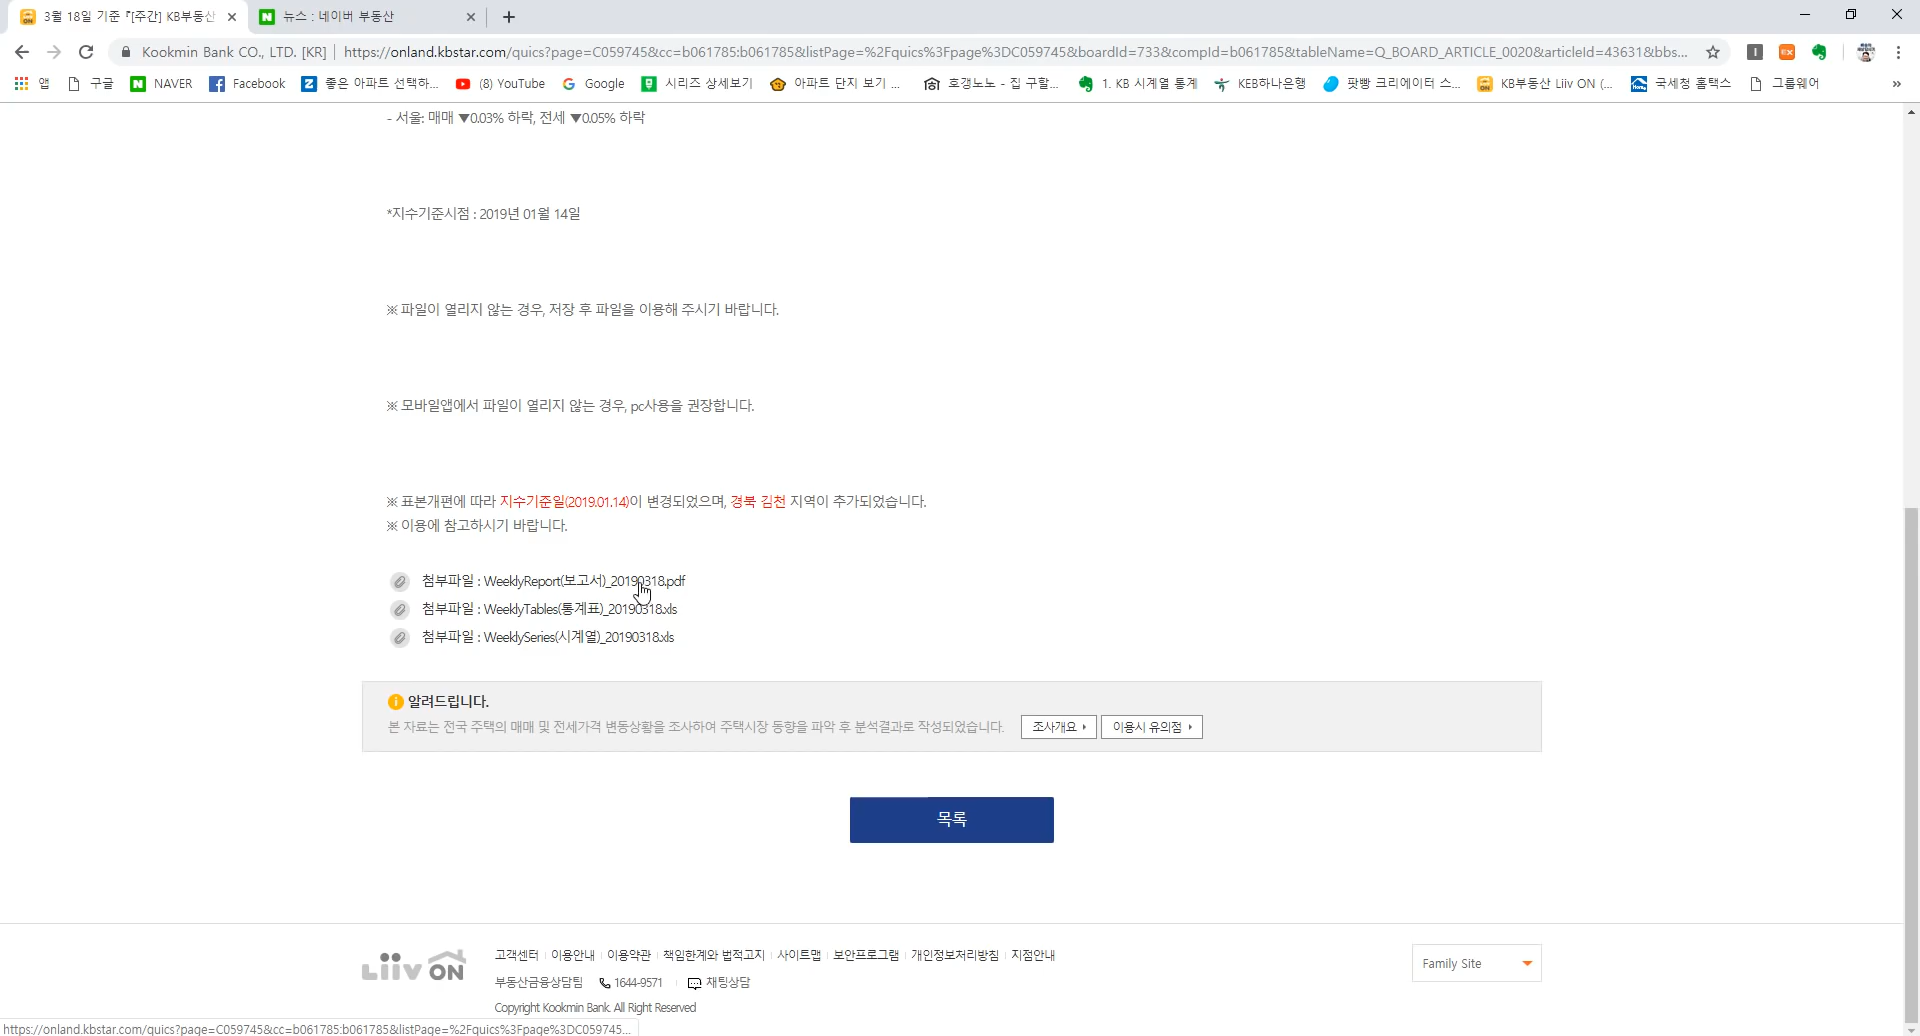 3월 18일 기준 『[주간] KB부동산
뉴스 : 네이버 부동산
Kookmin Bank CO., LTD. [KR]
https://onland.kbstar.com/quics?page=C059745&cc=b061785:b061785&listPage=%2Fquics%3Fpage%3DC059745&boardId=733&compId=b061785&tableName=Q_BOARD_ARTICLE_0020&articleId=43631&bbs...
앱 구글 NAVER Facebook 좋은 아파트 선택하... (8) YouTube Google 시리즈 상세보기 아파트 단지 보기 ... 호갱노노 - 집 구할... 1. KB 시계열 통계 KEB하나은행 팟빵 크리에이터 스... KB부동산 Liiv ON (... 국세청 홈택스 그룹웨어 »
- 서울: 매매 ▼0.03% 하락, 전세 ▼0.05% 하락
*지수기준시점 : 2019년 01월 14일
※ 파일이 열리지 않는 경우, 저장 후 파일을 이용해 주시기 바랍니다.
※ 모바일앱에서 파일이 열리지 않는 경우, pc사용을 권장합니다.
※ 표본개편에 따라 지수기준일(2019.01.14)이 변경되었으며, 경북 김천 지역이 추가되었습니다.
※ 이용에 참고하시기 바랍니다.
첨부파일 : WeeklyReport(보고서)_20190318.pdf
첨부파일 : WeeklyTables(통계표)_20190318.xls
첨부파일 : WeeklySeries(시계열)_20190318.xls
알려드립니다.
본 자료는 전국 주택의 매매 및 전세가격 변동상황을 조사하여 주택시장 동향을 파악 후 분석결과로 작성되었습니다. 조사개요 이용시 유의점
목록
Liiv ON
고객센터 이용안내 이용약관 책임한계와 법적고지 사이트맵 보안프로그램 개인정보처리방침 지점안내
Family Site
부동산금융상담팀 1644-9571 채팅상담
Copyright Kookmin Bank. All Right Reserved
https://onland.kbstar.com/quics?page=C059745&cc=b061785:b061785&listPage=%2Fquics%3Fpage%3DC059745...